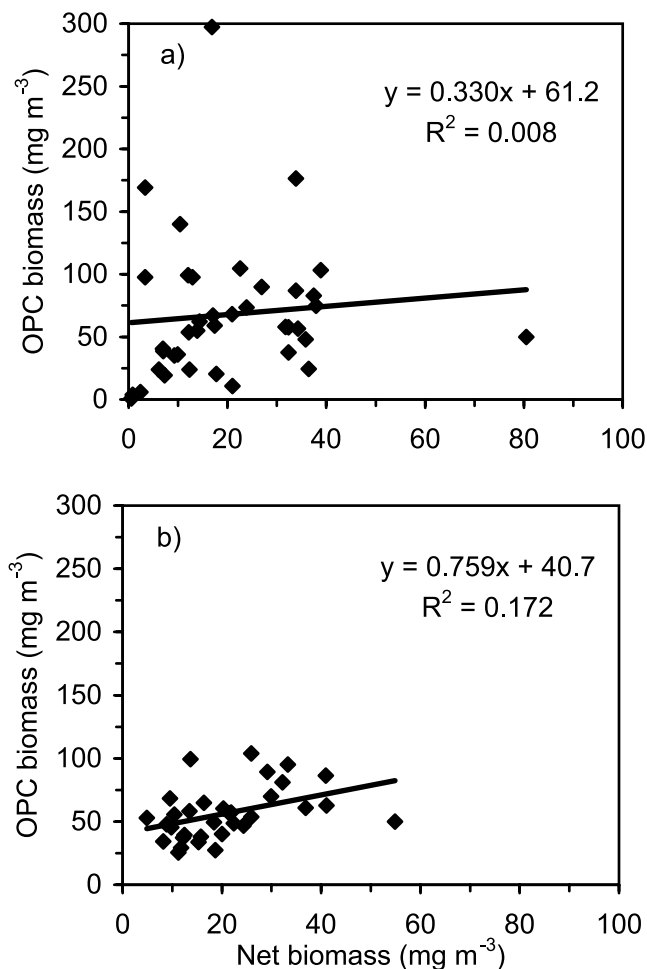 a)
y = 0.330x + 61.2
R² = 0.008
OPC biomass (mg m⁻³)
300
250
200
150
100
50
0
0 20 40 60 80 100
b)
y = 0.759x + 40.7
R² = 0.172
OPC biomass (mg m⁻³)
300
250
200
150
100
50
0
0 20 40 60 80 100
Net biomass (mg m⁻³)